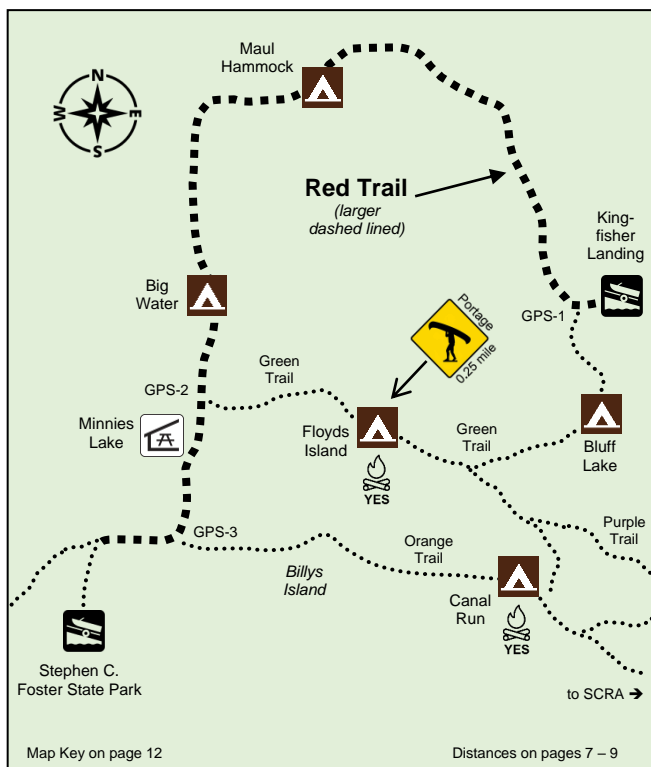 Maul
Hammock
N
W
E
S
Red Trail
(larger
dashed lined)
King-
fisher
Landing
Big
Water
GPS-1
Portage
0.25 mile
Green
Trail
GPS-2
Minnies
Lake
Floyds
Island
YES
Green
Trail
Bluff
Lake
GPS-3
Orange
Trail
Purple
Trail
Billys
Island
Canal
Run
YES
Stephen C.
Foster State Park
to SCRA ➔
Map Key on page 12
Distances on pages 7 – 9